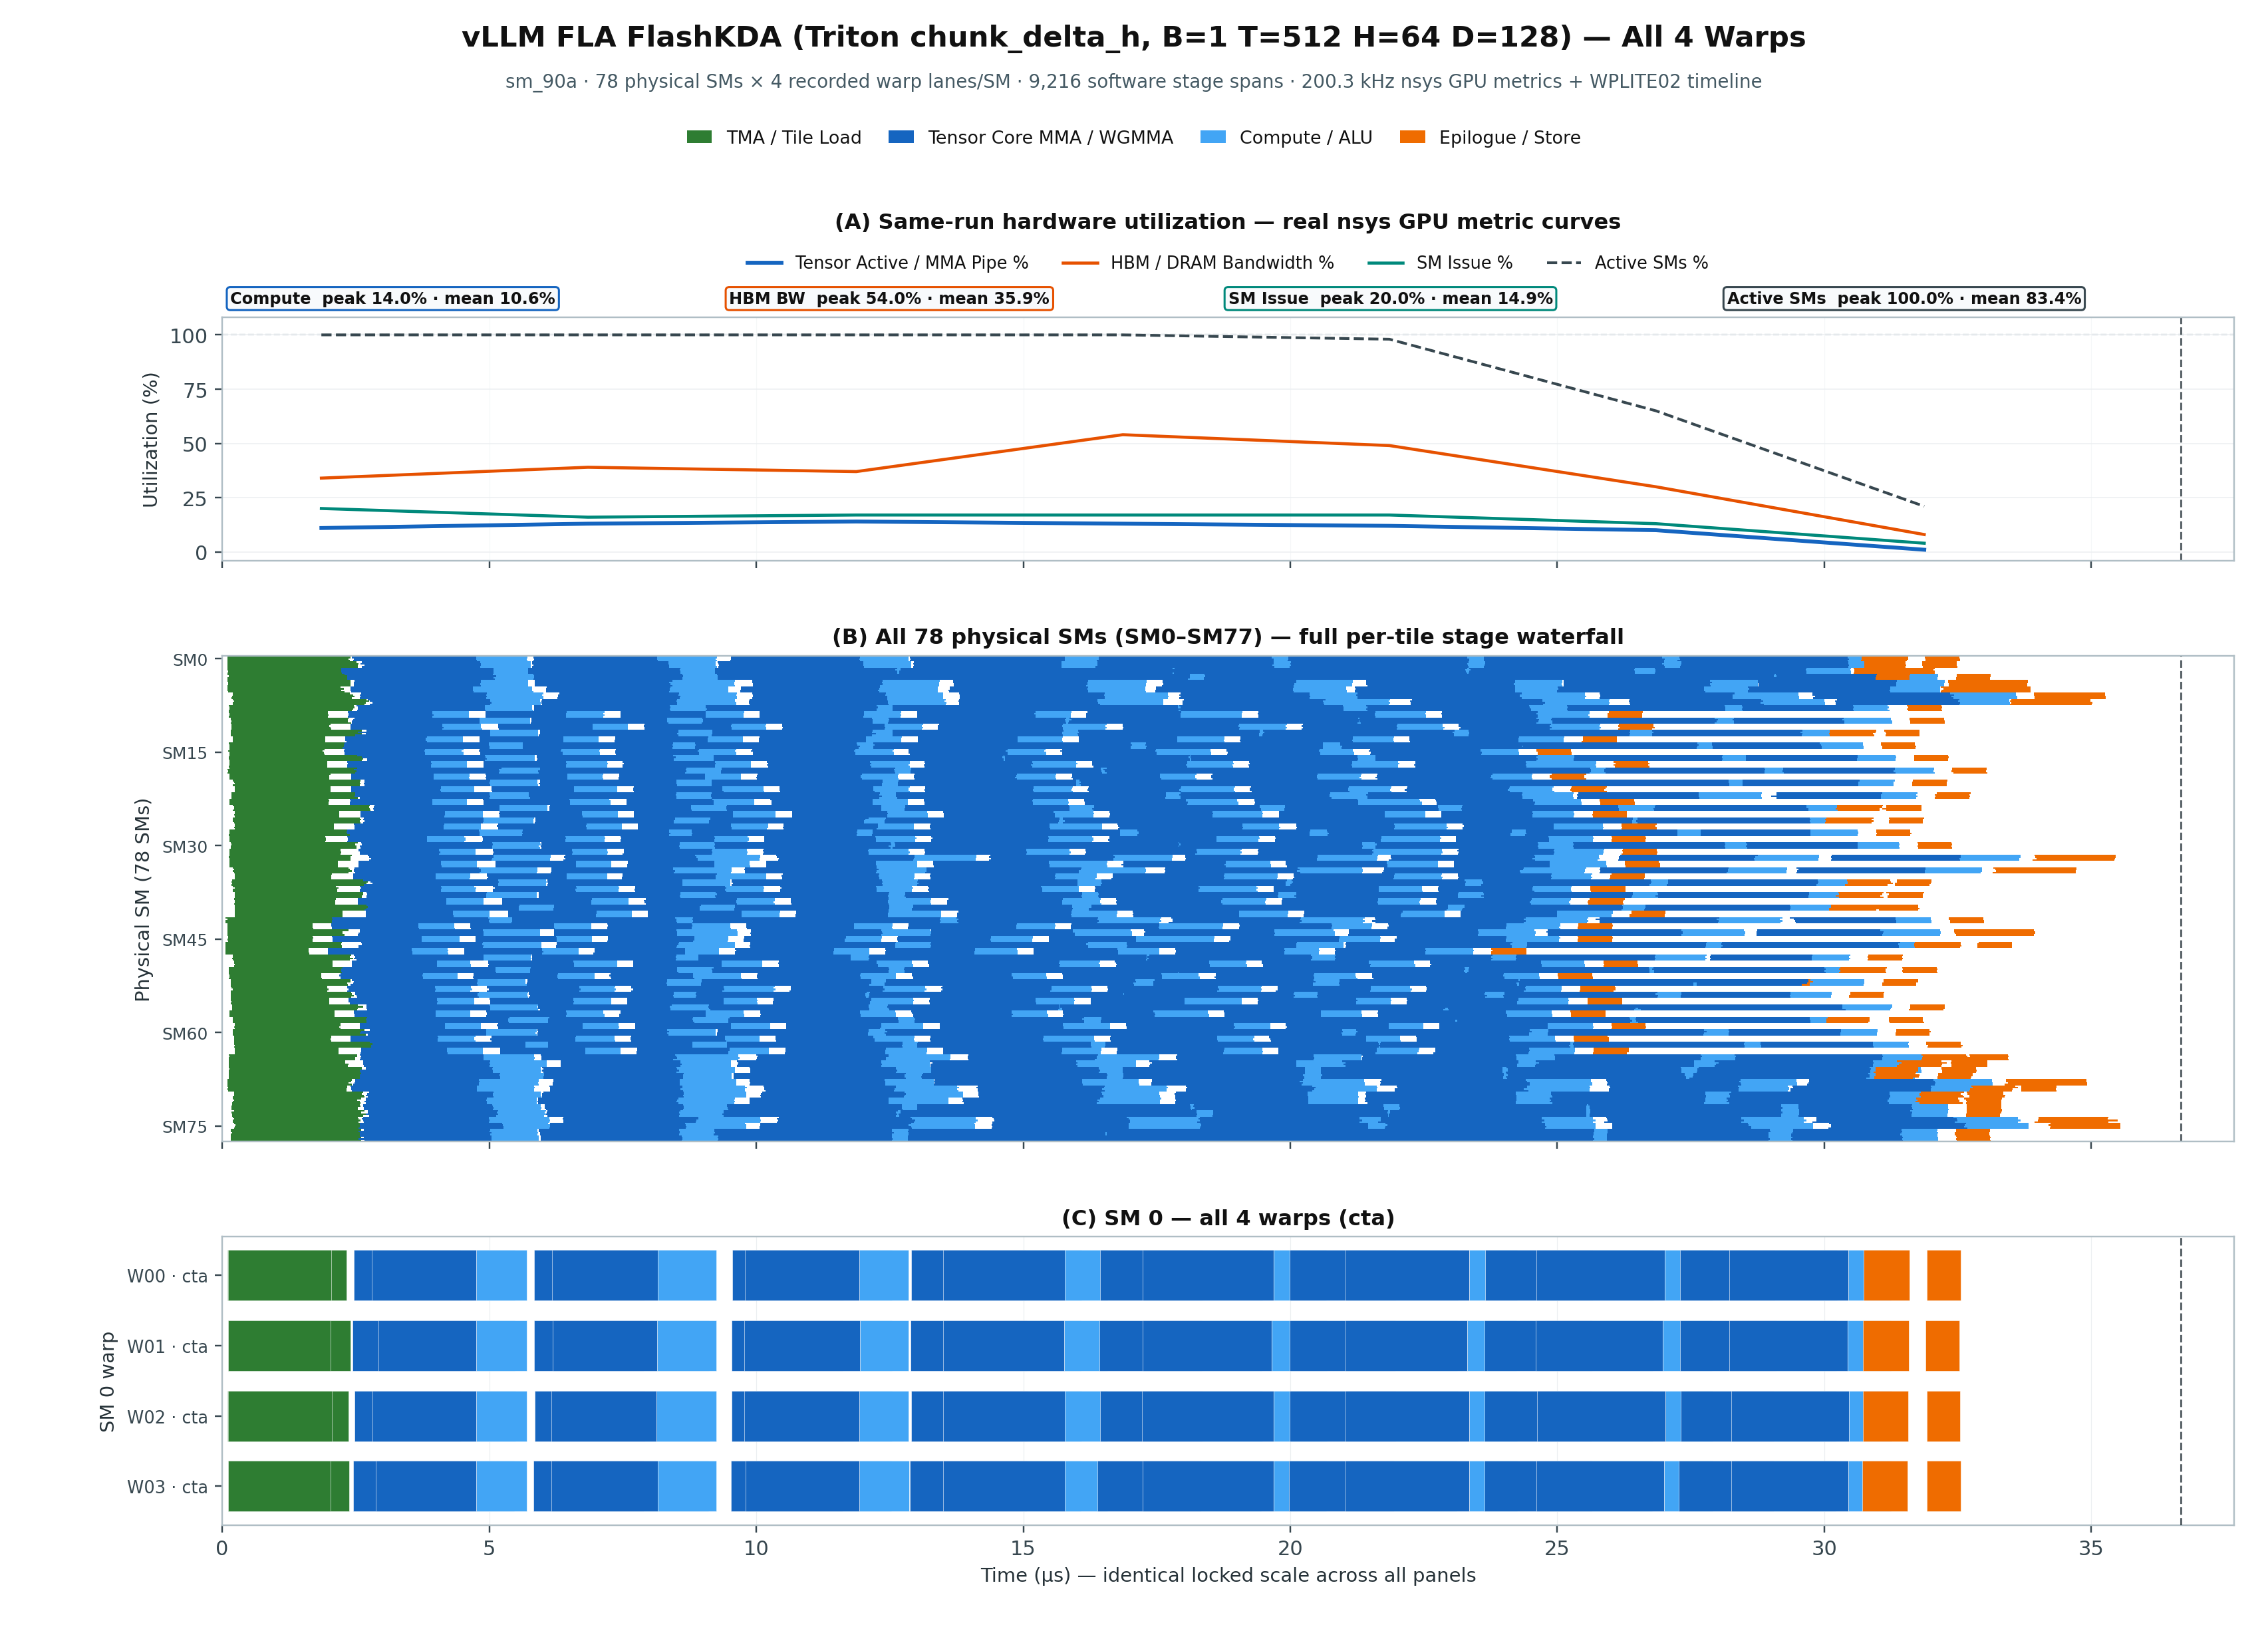 vLLM FLA FlashKDA (Triton chunk_delta_h, B=1 T=512 H=64 D=128) — All 4 Warps
sm_90a · 78 physical SMs × 4 recorded warp lanes/SM · 9,216 software stage spans · 200.3 kHz nsys GPU metrics + WPLITE02 timeline
TMA / Tile Load
Tensor Core MMA / WGMMA
Compute / ALU
Epilogue / Store
(A) Same-run hardware utilization — real nsys GPU metric curves
Tensor Active / MMA Pipe %
HBM / DRAM Bandwidth %
SM Issue %
Active SMs %
Compute  peak 14.0% · mean 10.6%
HBM BW  peak 54.0% · mean 35.9%
SM Issue  peak 20.0% · mean 14.9%
Active SMs  peak 100.0% · mean 83.4%
Utilization (%)
100
75
50
25
0
(B) All 78 physical SMs (SM0–SM77) — full per-tile stage waterfall
Physical SM (78 SMs)
SM0
SM15
SM30
SM45
SM60
SM75
(C) SM 0 — all 4 warps (cta)
SM 0 warp
W00 · cta
W01 · cta
W02 · cta
W03 · cta
0
5
10
15
20
25
30
35
Time (μs) — identical locked scale across all panels